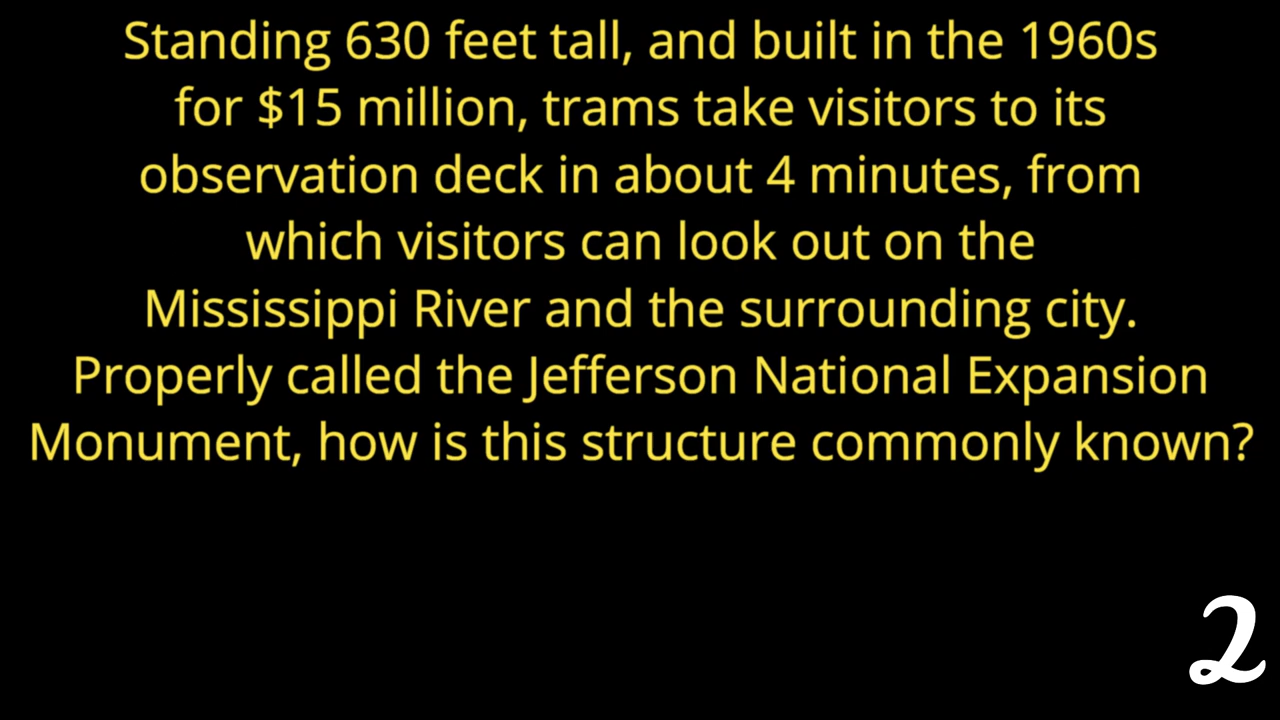 Standing 630 feet tall, and built in the 1960s
for $15 million, trams take visitors to its
observation deck in about 4 minutes, from
which visitors can look out on the
Mississippi River and the surrounding city.
Properly called the Jefferson National Expansion
Monument, how is this structure commonly known?
2